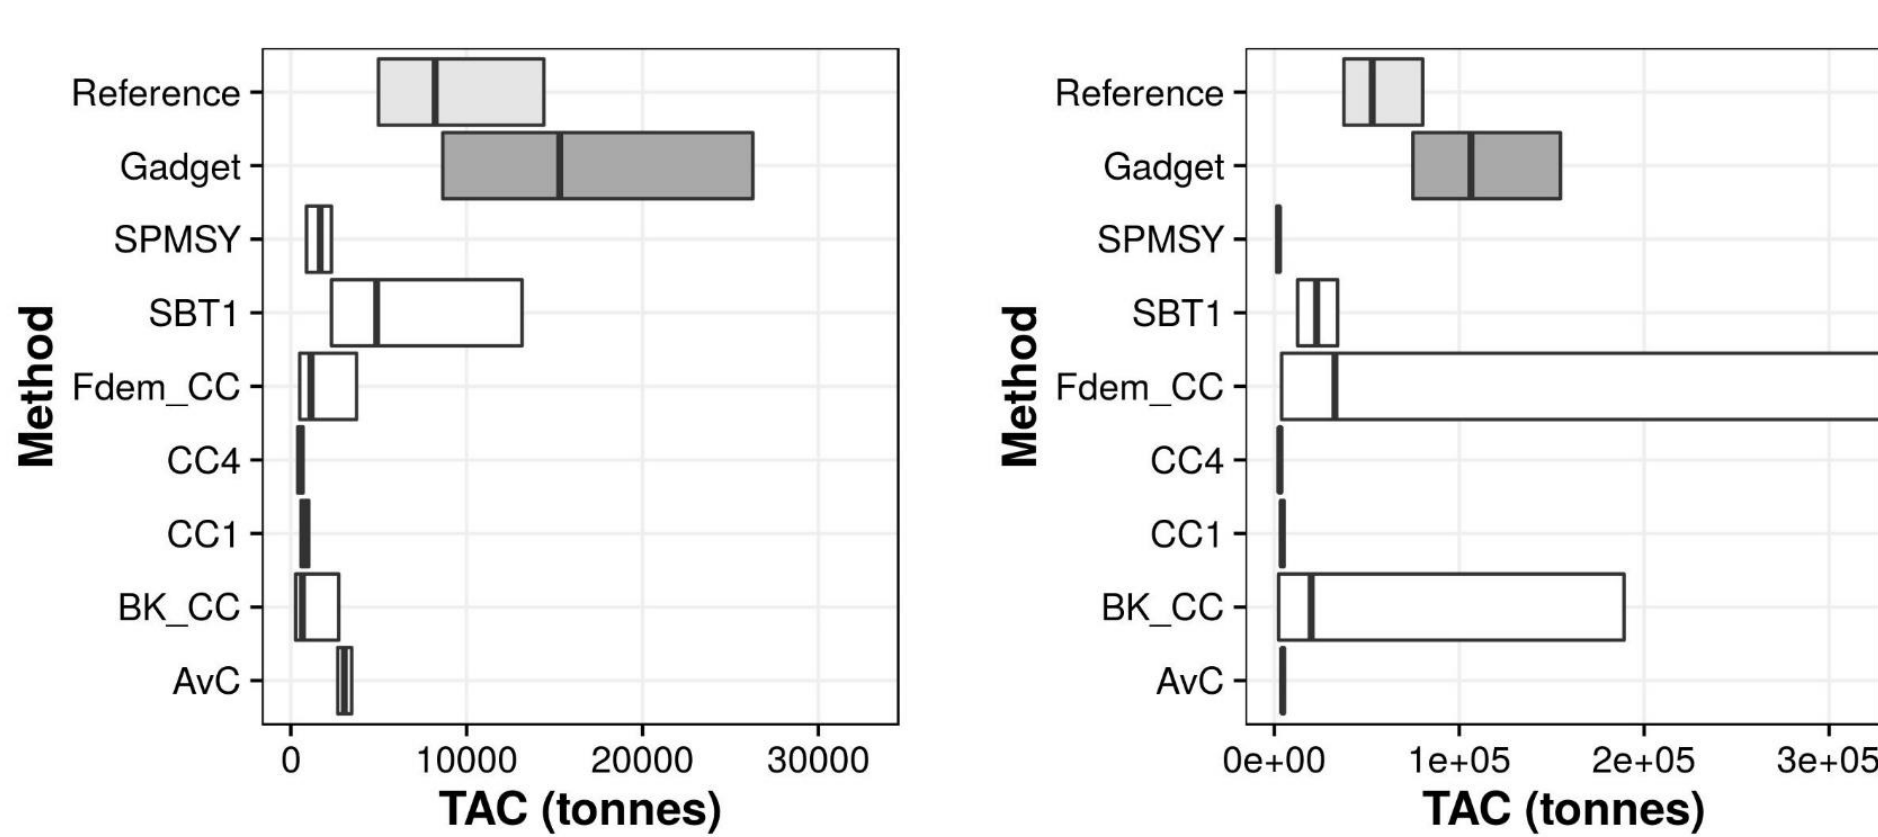 Method
Reference
Gadget
SPMSY
SBT1
Fdem_CC
CC4
CC1
BK_CC
AvC
0 10000 20000 30000
TAC (tonnes)
Method
Reference
Gadget
SPMSY
SBT1
Fdem_CC
CC4
CC1
BK_CC
AvC
0e+00 1e+05 2e+05 3e+05
TAC (tonnes)